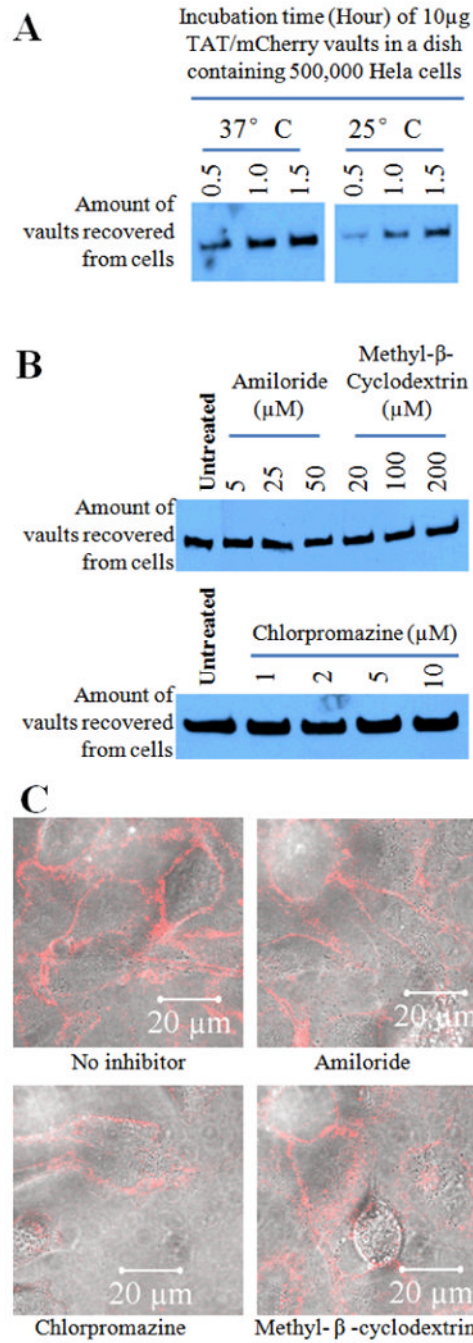 A
Incubation time (Hour) of 10µg
TAT/mCherry vaults in a dish
containing 500,000 Hela cells
37° C
25° C
0.5
1.0
1.5
0.5
1.0
1.5
Amount of
vaults recovered
from cells
B
Untreated
Amiloride
(µM)
Methyl-β-
Cyclodextrin
(µM)
5
25
50
20
100
200
Amount of
vaults recovered
from cells
Untreated
Chlorpromazine (µM)
1
2
5
10
Amount of
vaults recovered
from cells
C
20 µm
20 µm
No inhibitor
Amiloride
20 µm
20 µm
Chlorpromazine
Methyl- β -cyclodextrin